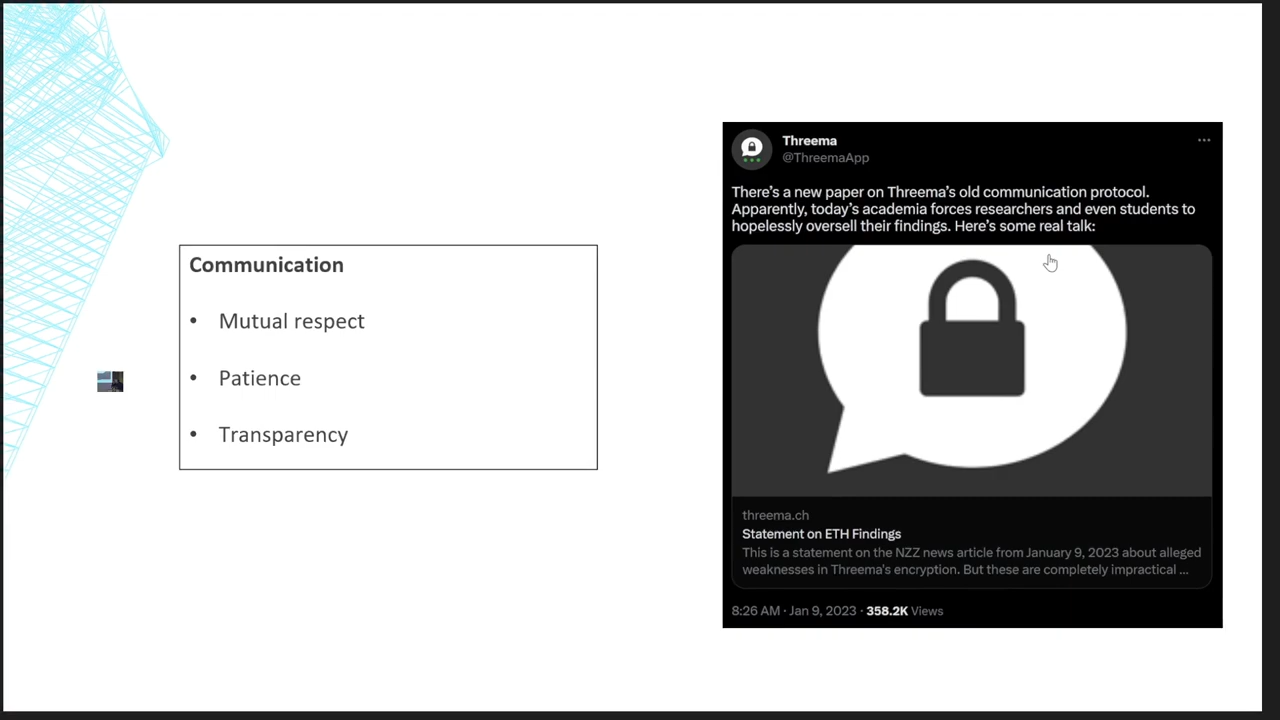 Communication
• Mutual respect
• Patience
• Transparency
Threema
@ThreemaApp
There’s a new paper on Threema’s old communication protocol.
Apparently, today’s academia forces researchers and even students to
hopelessly oversell their findings. Here’s some real talk:
threema.ch
Statement on ETH Findings
This is a statement on the NZZ news article from January 9, 2023 about alleged
weaknesses in Threema’s encryption. But these are completely impractical ...
8:26 AM · Jan 9, 2023 · 358.2K Views